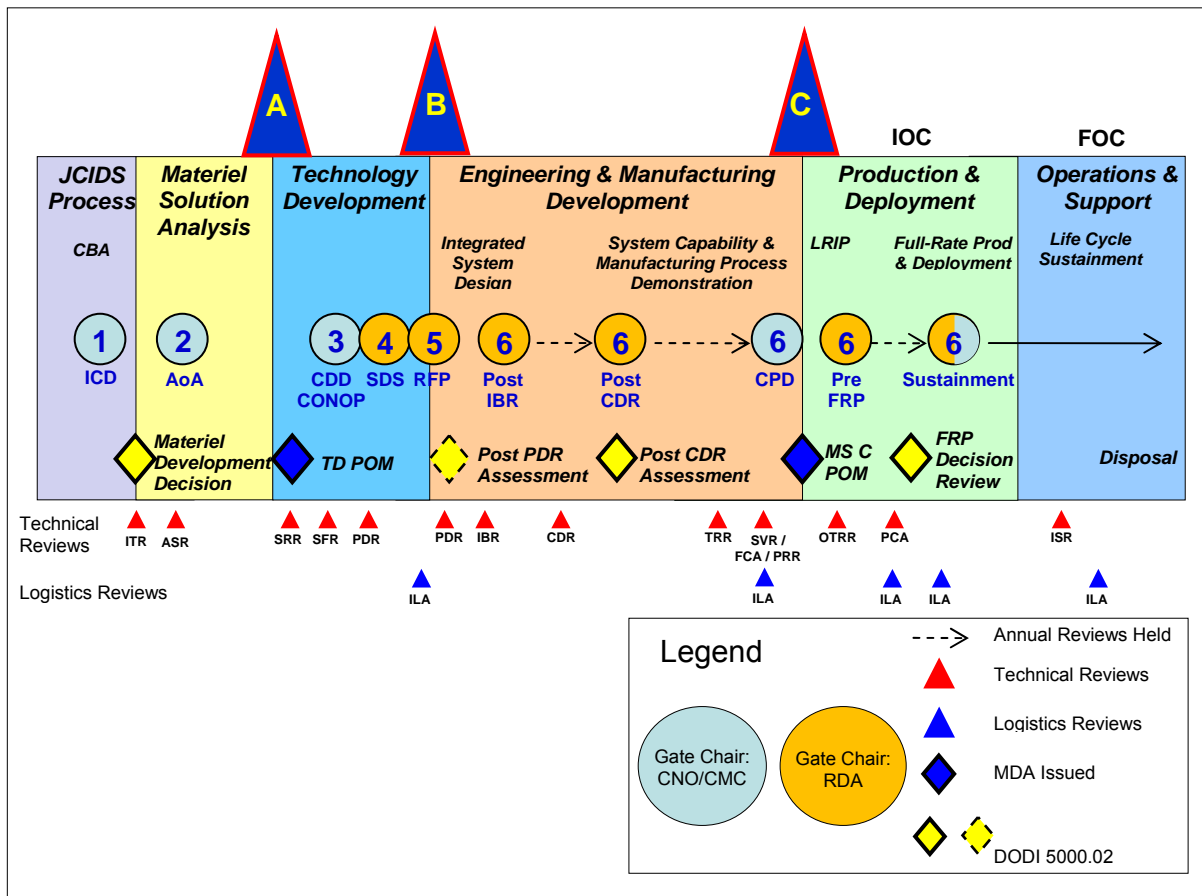 A
B
C
IOC
FOC
JCIDS
Process
Materiel
Solution
Analysis
Technology
Development
Engineering & Manufacturing
Development
Production &
Deployment
Operations &
Support
CBA
Integrated
System
Design
System Capability &
Manufacturing Process
Demonstration
LRIP
Full-Rate Prod
& Deployment
Life Cycle
Sustainment
1
ICD
2
AoA
3
CDD
CONOP
4
SDS
5
RFP
6
Post
IBR
6
Post
CDR
6
CPD
6
Pre
FRP
6
Sustainment
Materiel
Development
Decision
TD POM
Post PDR
Assessment
Post CDR
Assessment
MS C
POM
FRP
Decision
Review
Disposal
Technical
Reviews
ITR
ASR
SRR
SFR
PDR
PDR
IBR
CDR
TRR
SVR /
FCA / PRR
OTRR
PCA
ISR
Logistics Reviews
ILA
ILA
ILA
ILA
ILA
Legend
Annual Reviews Held
Technical Reviews
Logistics Reviews
Gate Chair:
CNO/CMC
Gate Chair:
RDA
MDA Issued
DODI 5000.02